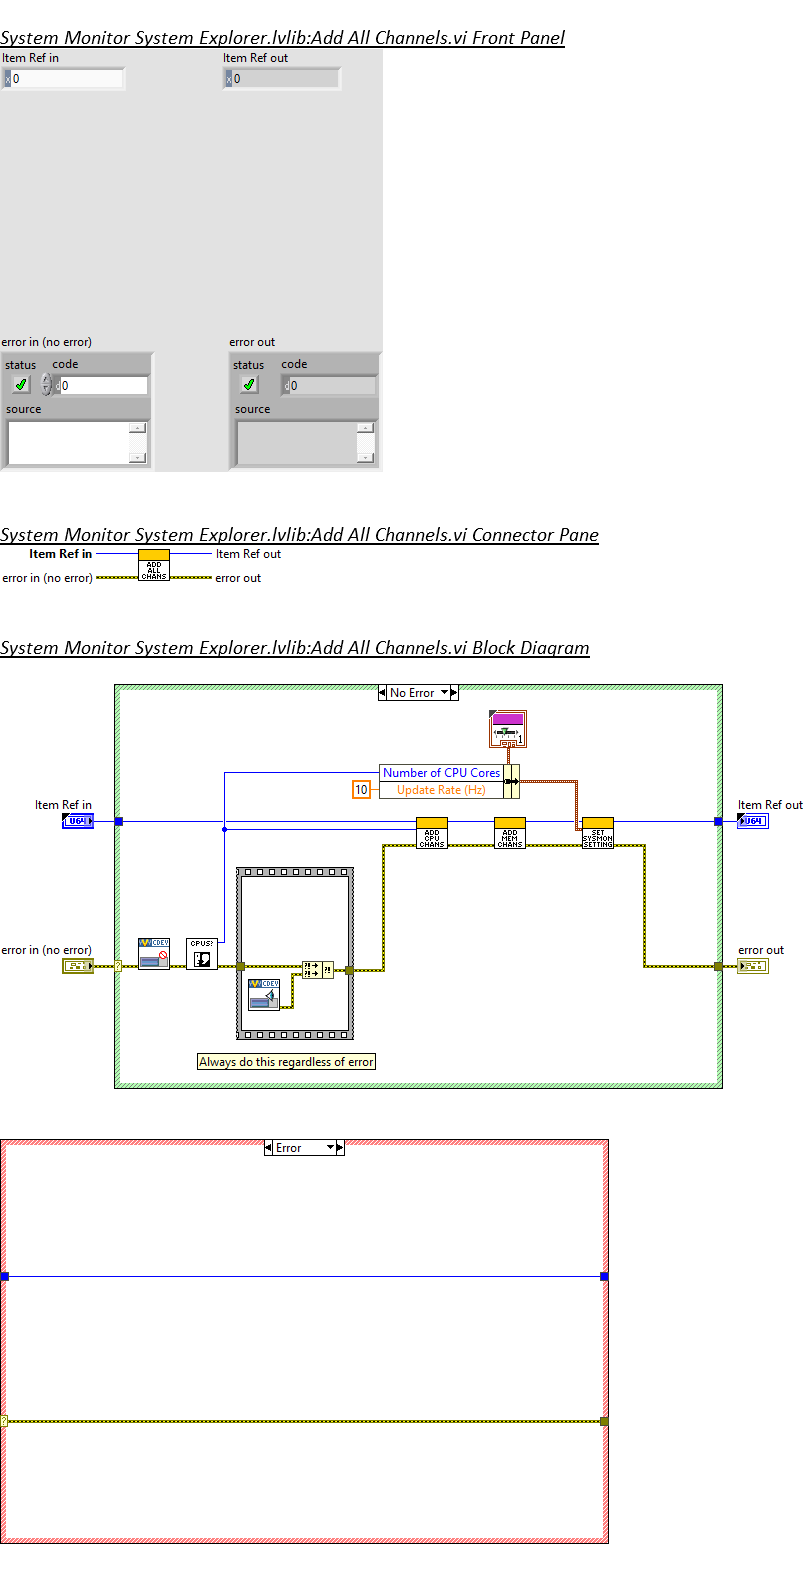 System Monitor System Explorer.lvlib:Add All Channels.vi Front Panel
Item Ref in
Item Ref out
x 0
x 0
error in (no error)
error out
status code
status code
d 0
d 0
source
source
System Monitor System Explorer.lvlib:Add All Channels.vi Connector Pane
Item Ref in
Item Ref out
ADD
ALL
CHANS
error in (no error)
error out
System Monitor System Explorer.lvlib:Add All Channels.vi Block Diagram
No Error
1
Number of CPU Cores
10
Update Rate (Hz)
Item Ref in
Item Ref out
U64
U64
ADD
CPU
CHANS
ADD
MEM
CHANS
SET
SYSMON
SETTING
error in (no error)
error out
CDEV
CPUS?
?
?!
?!
?!
CDEV
Always do this regardless of error
Error
?